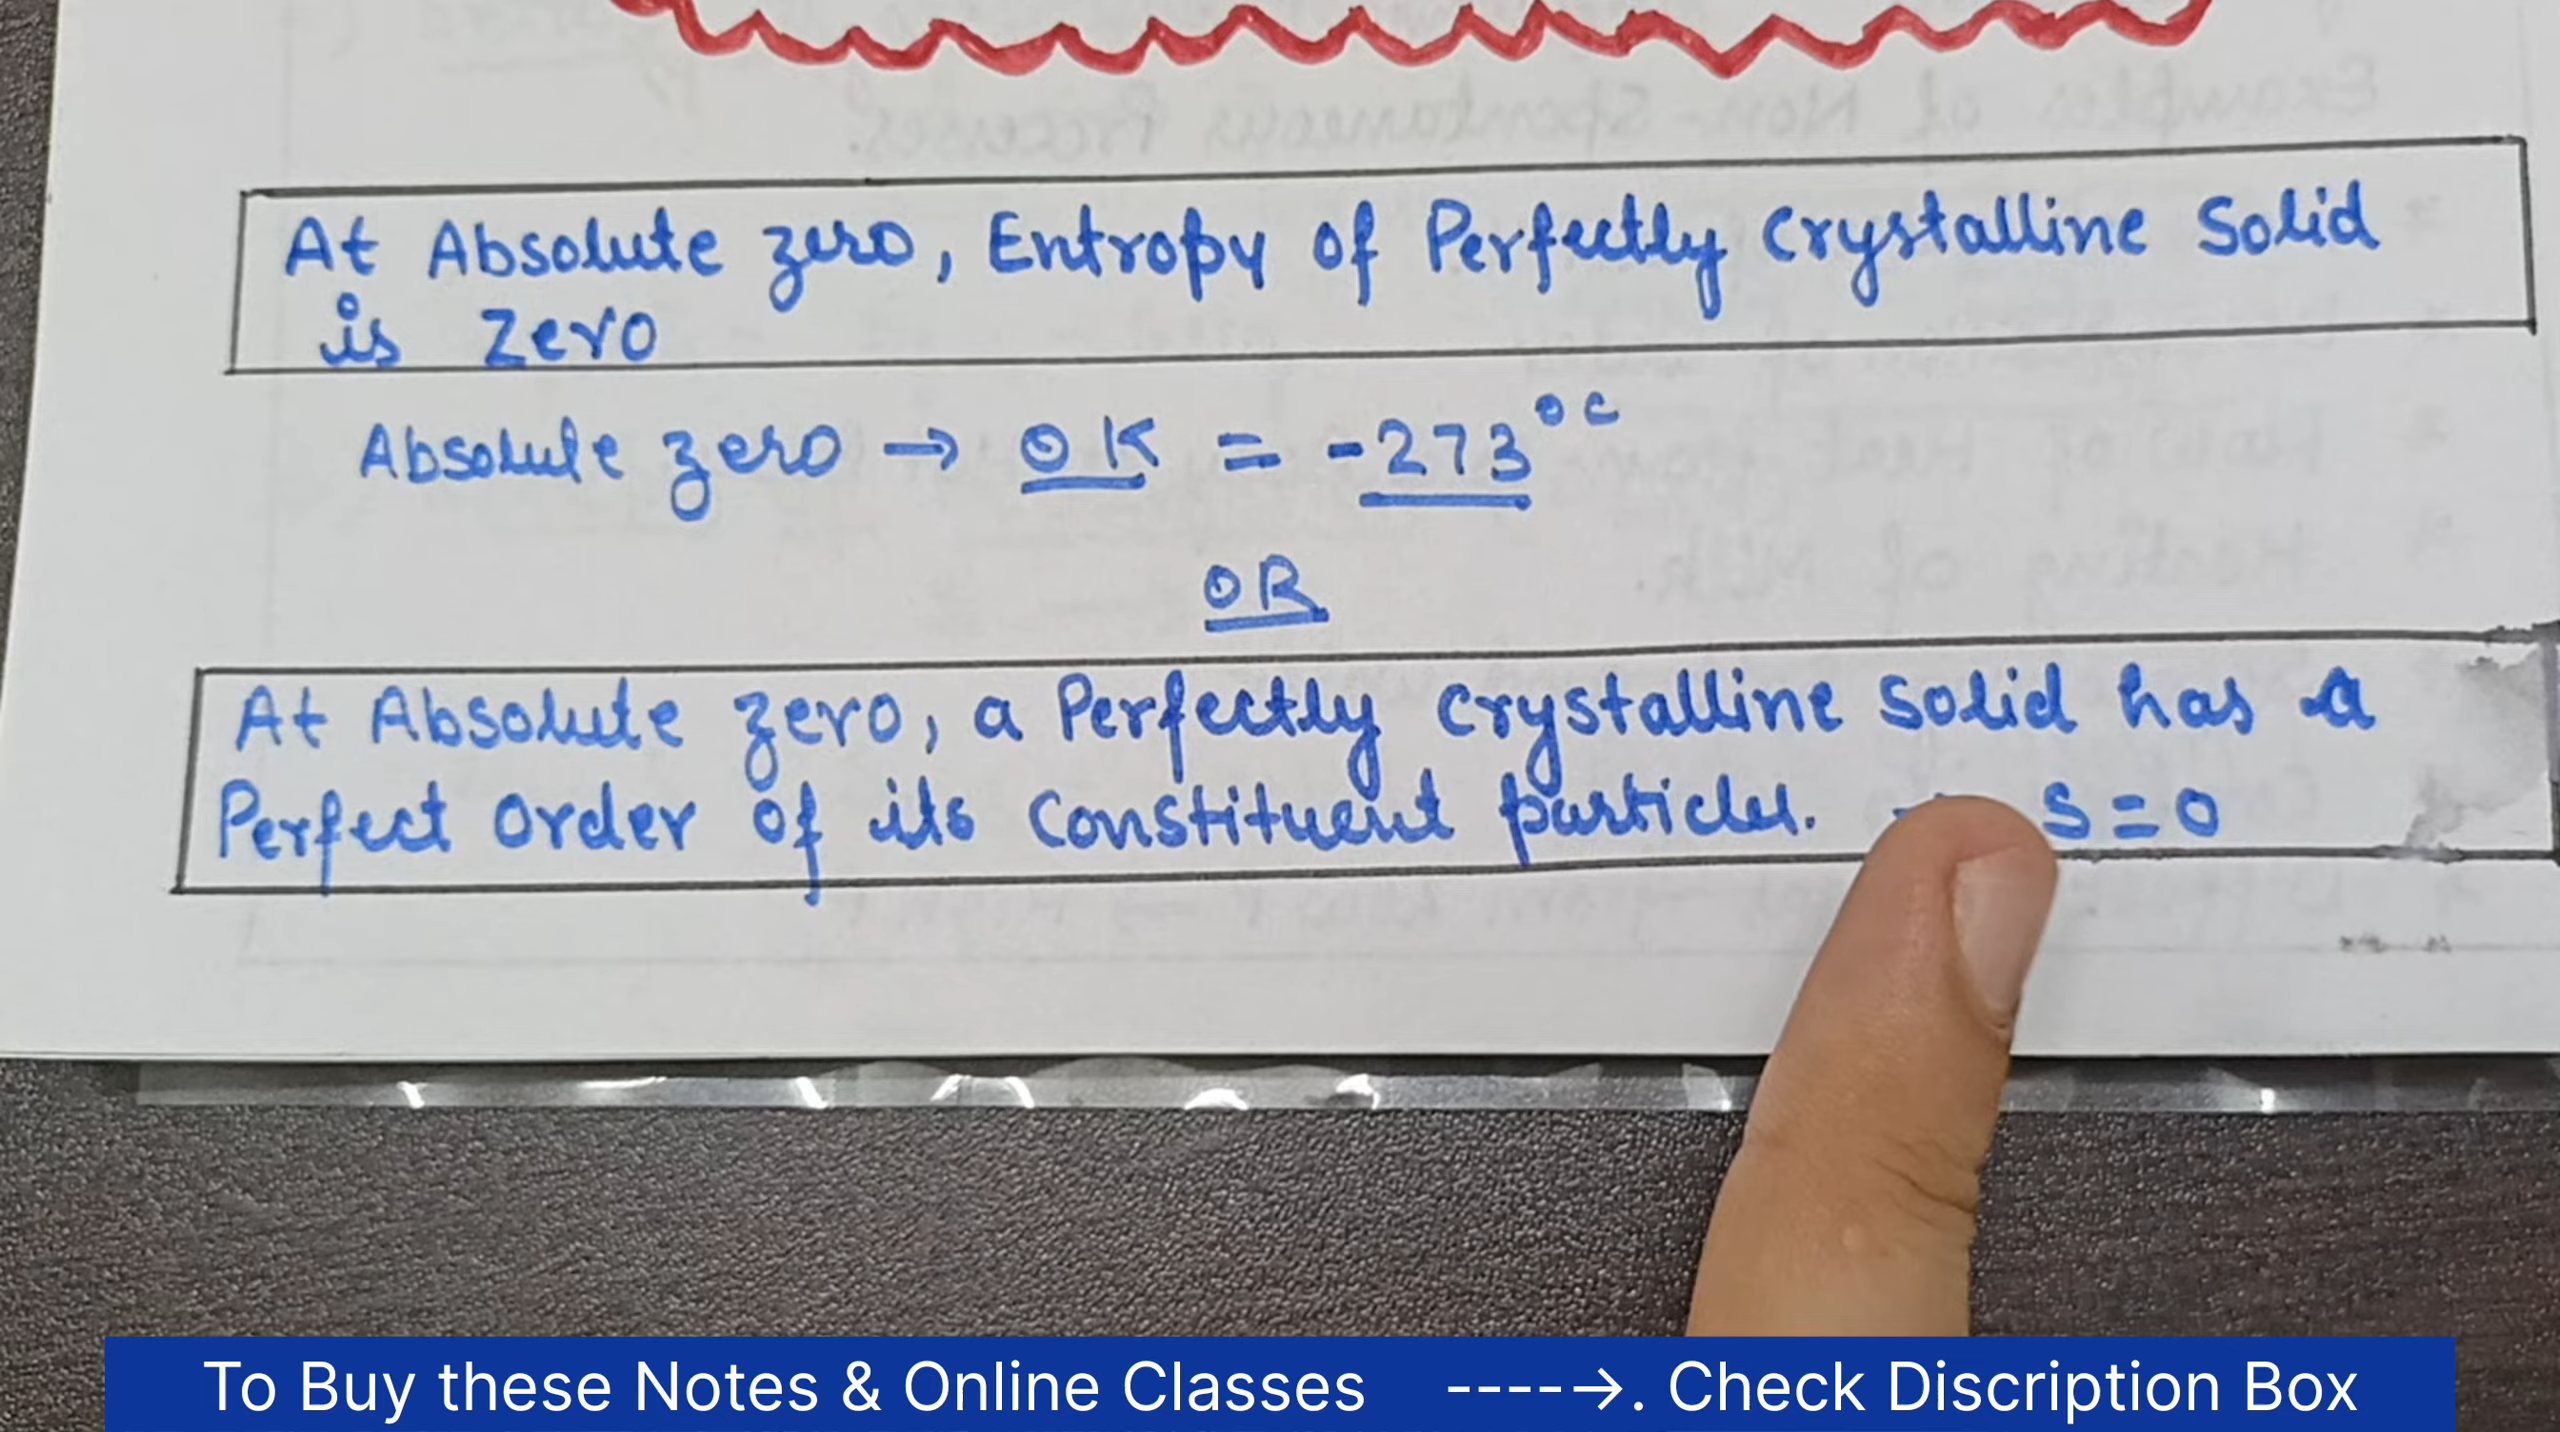 At Absolute zero, Entropy of Perfectly Crystalline Solid
is Zero
Absolute zero → 0 K = -273°C
OR
At Absolute zero, a Perfectly crystalline Solid has a
Perfect order of its constituent particles. → S=0
To Buy these Notes & Online Classes ----→. Check Discription Box